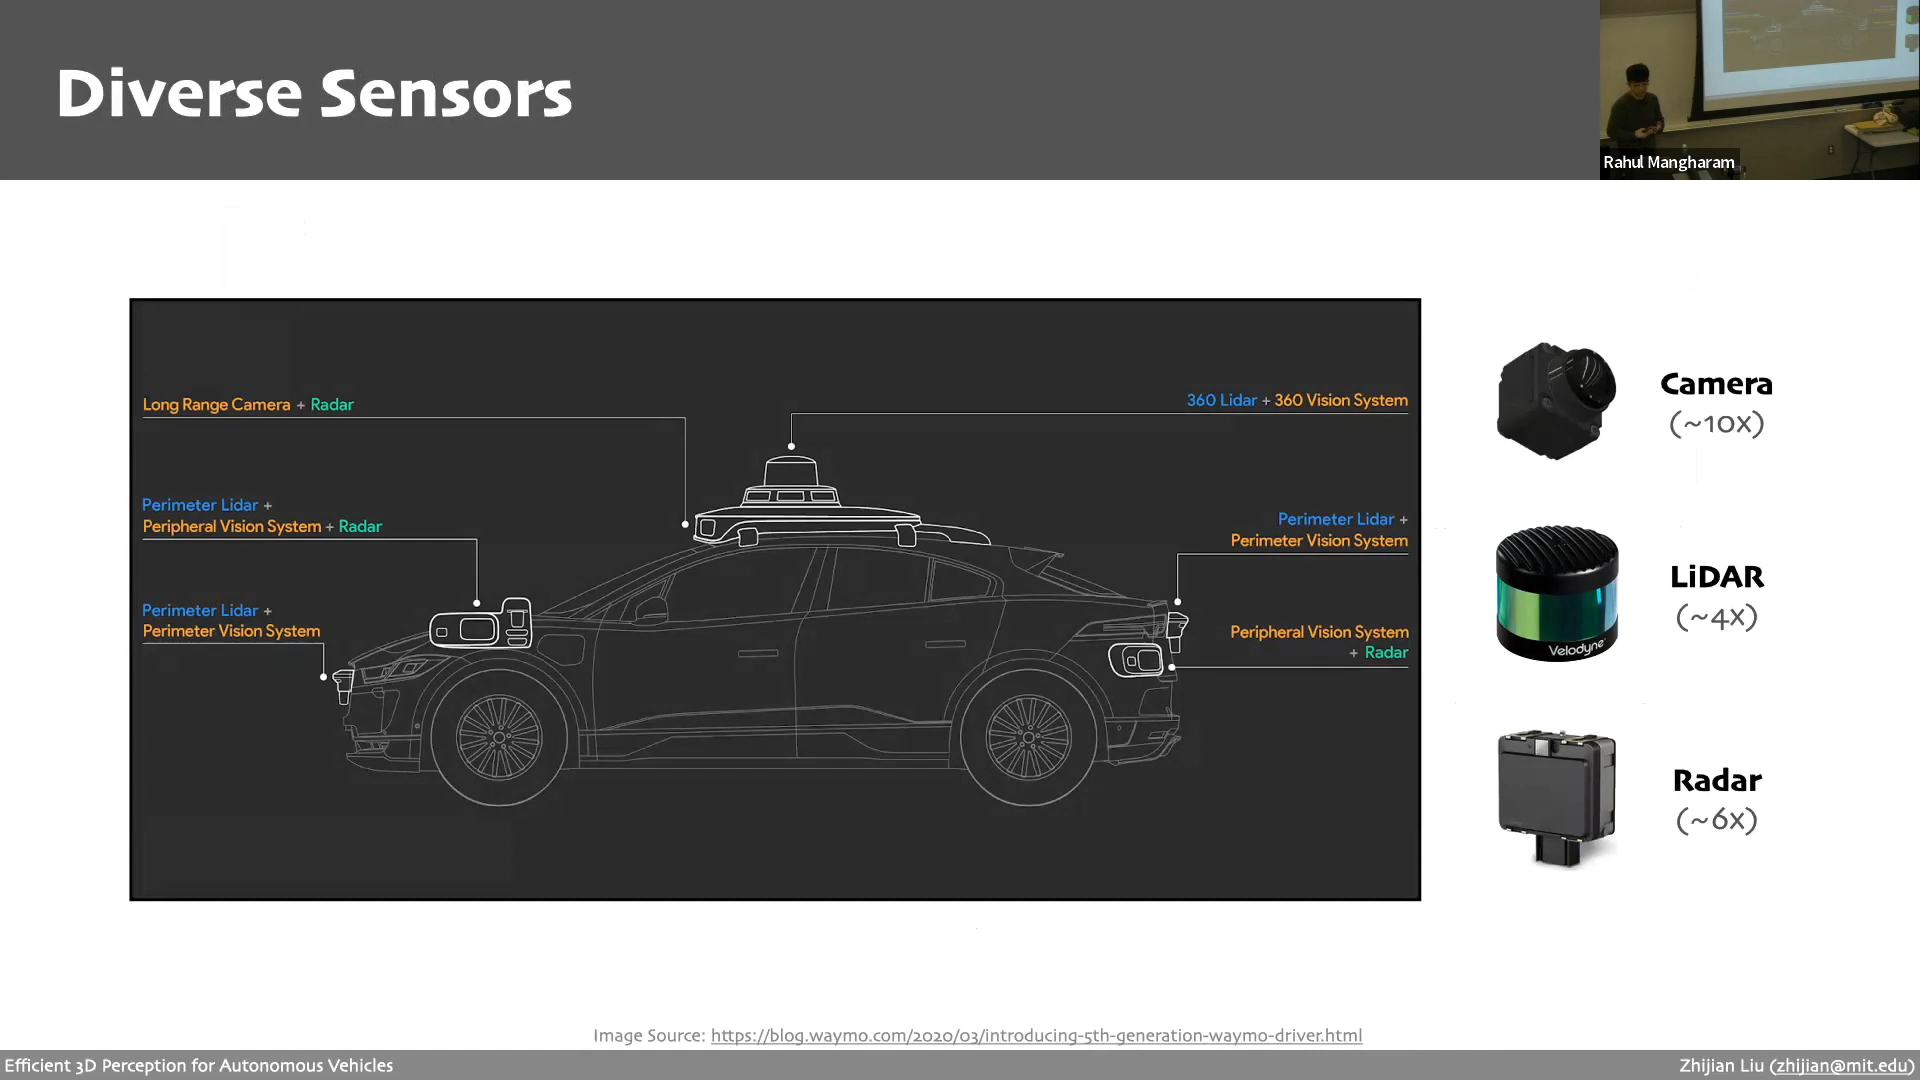 Diverse Sensors
Rahul Mangharam
Long Range Camera + Radar
360 Lidar + 360 Vision System
Perimeter Lidar +
Peripheral Vision System + Radar
Perimeter Lidar +
Perimeter Vision System
Perimeter Lidar +
Perimeter Vision System
Peripheral Vision System
+ Radar
Camera
(~10x)
LiDAR
(~4x)
Velodyne
Radar
(~6x)
Image Source: https://blog.waymo.com/2020/03/introducing-5th-generation-waymo-driver.html
Efficient 3D Perception for Autonomous Vehicles
Zhijian Liu (zhijian@mit.edu)